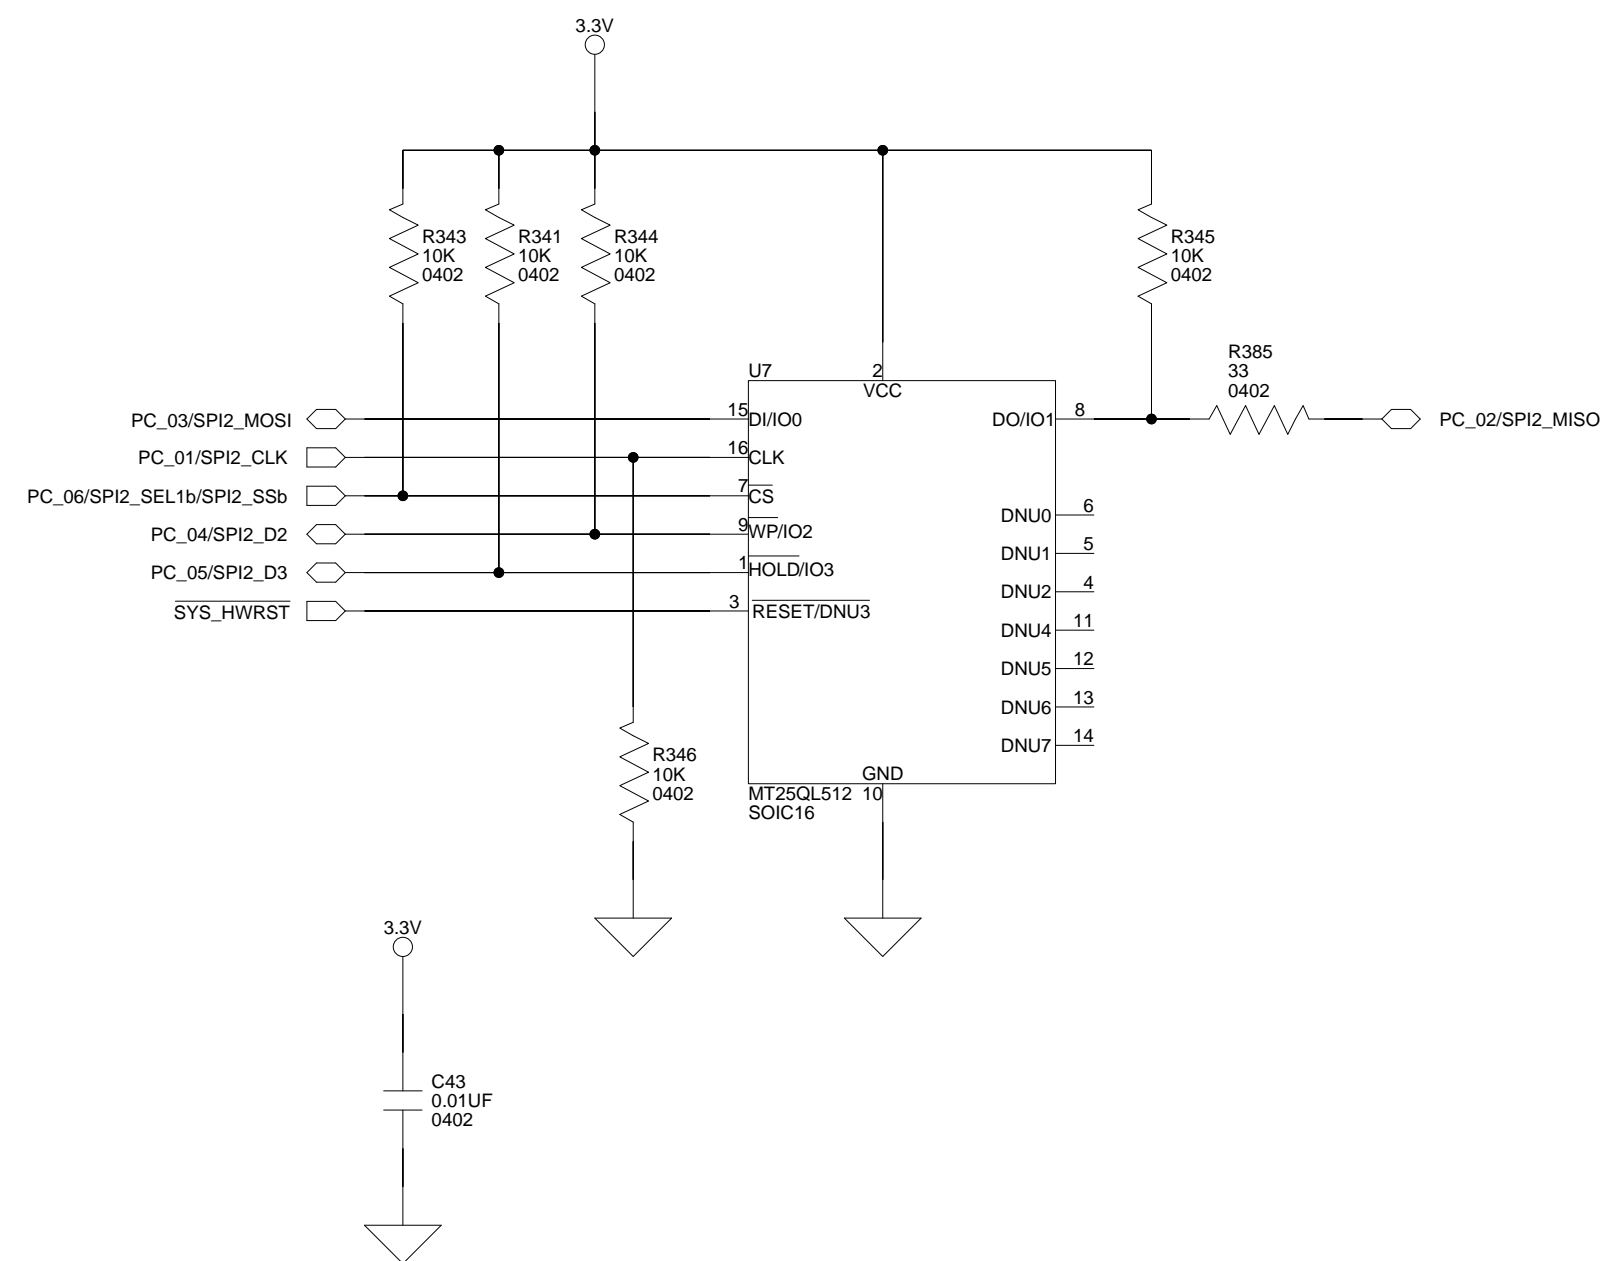 3.3V
R343
10K
0402
R341
10K
0402
R344
10K
0402
R345
10K
0402
R385
33
0402
U7
2
VCC
PC_03/SPI2_MOSI
15
DI/IO0
DO/IO1
8
PC_02/SPI2_MISO
PC_01/SPI2_CLK
16
CLK
PC_06/SPI2_SEL1b/SPI2_SSb
7
CS
DNU0
6
PC_04/SPI2_D2
9
WP/IO2
DNU1
5
PC_05/SPI2_D3
1
HOLD/IO3
DNU2
4
SYS_HWRST
3
RESET/DNU3
DNU4
11
DNU5
12
DNU6
13
DNU7
14
R346
10K
0402
GND
MT25QL512
10
SOIC16
3.3V
C43
0.01UF
0402